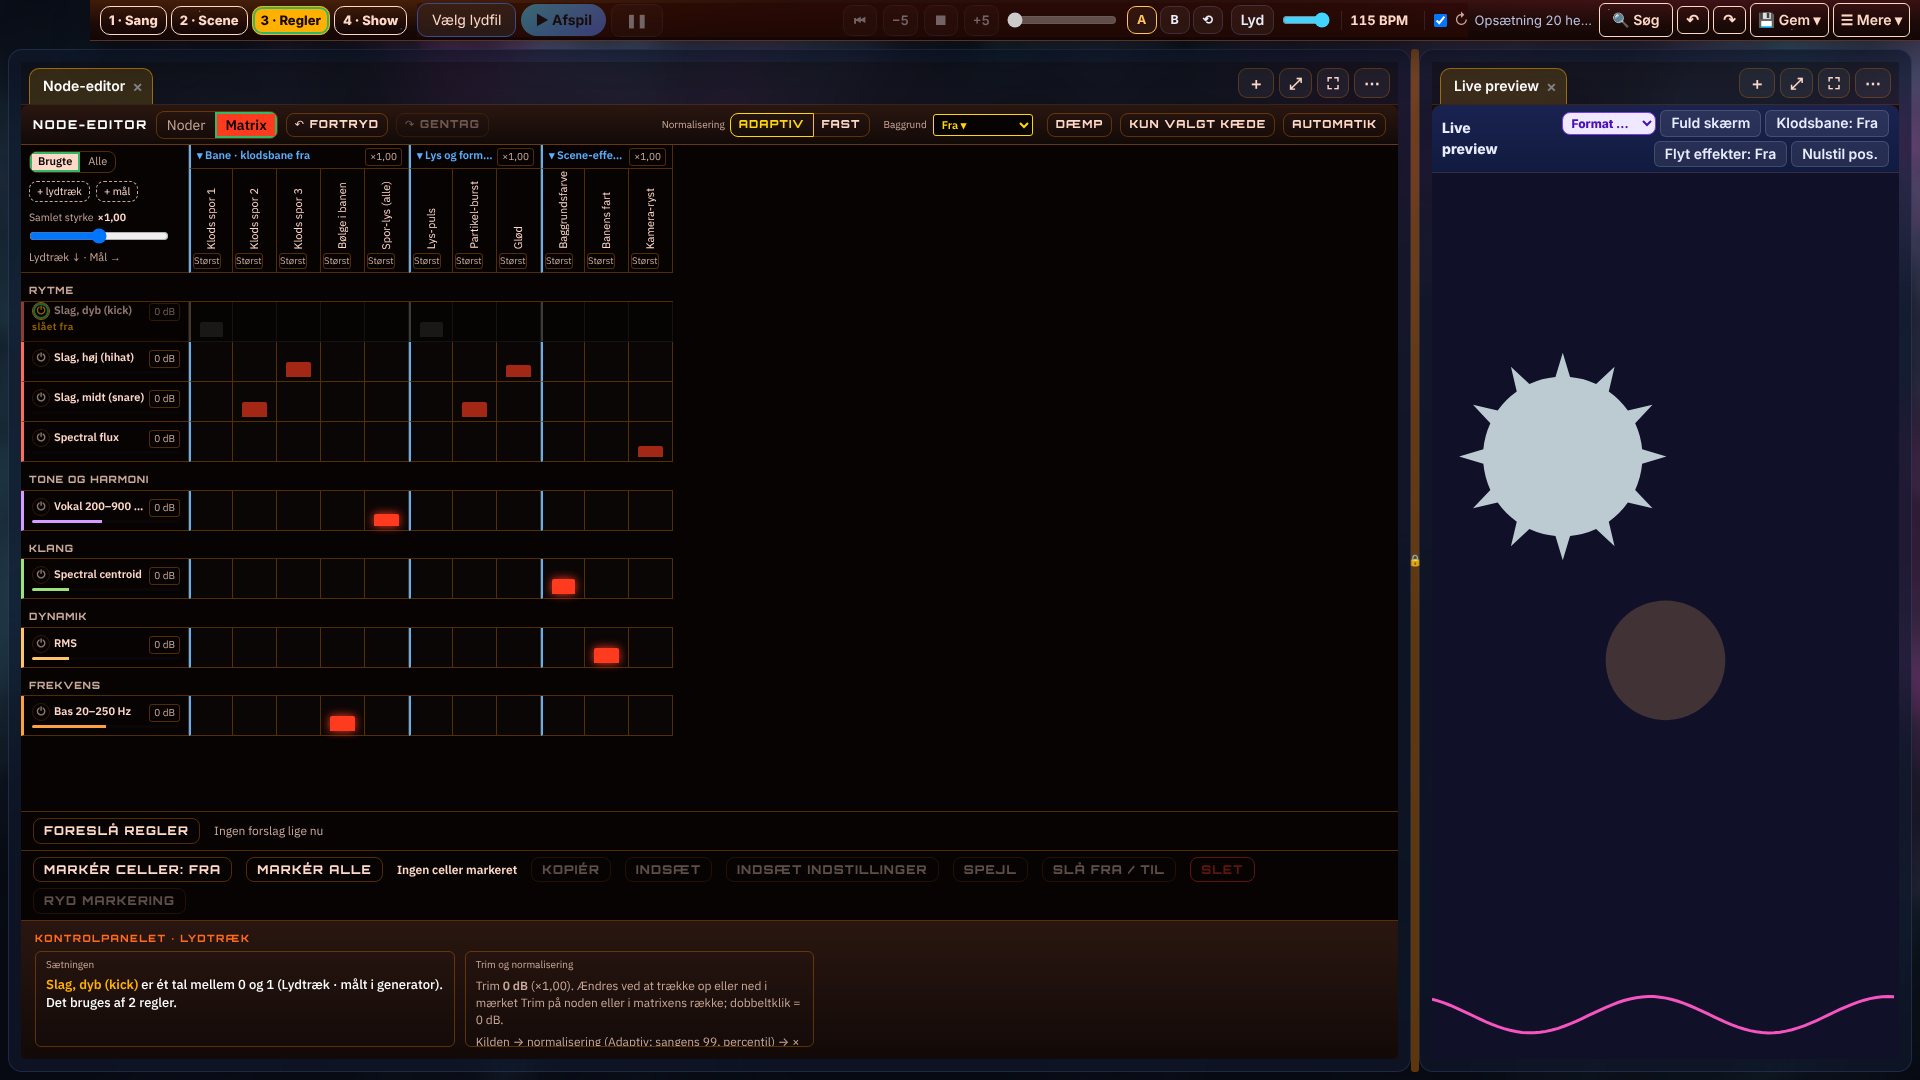 1 · Sang 2 · Scene 3 · Regler 4 · Show Vælg lydfil ▶ Afspil ❚❚ ⏮ −5 ■ +5 A B ⟲ Lyd 115 BPM Opsætning 20 he... 🔍 Søg ↶ ↷ 💾 Gem ▾ ☰ Mere ▾
Node-editor × + ⤢ ⛶ ⋯
NODE-EDITOR Noder Matrix ↶ FORTRYD ↷ GENTAG Normalisering ADAPTIV FAST Baggrund Fra ▾ DÆMP KUN VALGT KÆDE AUTOMATIK
Brugte Alle
+ lydtræk + mål
Samlet styrke ×1,00
Lydtræk ↓ · Mål →
▾ Bane · klodsbane fra ×1,00 ▾ Lys og form... ×1,00 ▾ Scene-effe... ×1,00
Klods spor 1 Klods spor 2 Klods spor 3 Bølge i banen Spor-lys (alle) Lys-puls Partikel-burst Glød Baggrundsfarve Banens fart Kamera-ryst
Størst Størst Størst Størst Størst Størst Størst Størst Størst Størst Størst
RYTME
Slag, dyb (kick) 0 dB
slået fra
Slag, høj (hihat) 0 dB
Slag, midt (snare) 0 dB
Spectral flux 0 dB
TONE OG HARMONI
Vokal 200–900 ... 0 dB
KLANG
Spectral centroid 0 dB
DYNAMIK
RMS 0 dB
FREKVENS
Bas 20–250 Hz 0 dB
FORESLÅ REGLER Ingen forslag lige nu
MARKÉR CELLER: FRA MARKÉR ALLE Ingen celler markeret KOPIÉR INDSÆT INDSÆT INDSTILLINGER SPEJL SLÅ FRA / TIL SLET
RYD MARKERING
KONTROLPANELET · LYDTRÆK
Sætningen
Slag, dyb (kick) er ét tal mellem 0 og 1 (Lydtræk · målt i generator).
Det bruges af 2 regler.
Trim og normalisering
Trim 0 dB (×1,00). Ændres ved at trække op eller ned i
mærket Trim på noden eller i matrixens række; dobbeltklik =
0 dB.
Kilden → normalisering (Adaptiv: sangens 99. percentil) → ×
Live preview × + ⤢ ⛶ ⋯
Live
preview
Format ... Fuld skærm Klodsbane: Fra
Flyt effekter: Fra Nulstil pos.